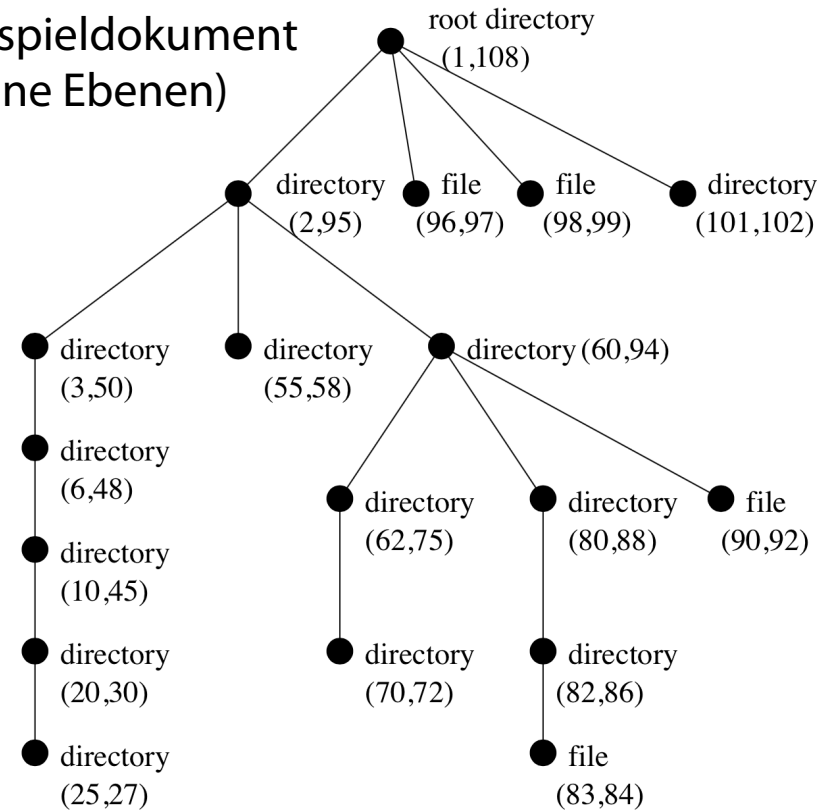 spieldokument
ne Ebenen)
root directory
(1,108)
directory
(2,95)
file
(96,97)
file
(98,99)
directory
(101,102)
directory
(3,50)
directory
(55,58)
directory (60,94)
directory
(6,48)
directory
(62,75)
directory
(80,88)
file
(90,92)
directory
(10,45)
directory
(20,30)
directory
(70,72)
directory
(82,86)
directory
(25,27)
file
(83,84)